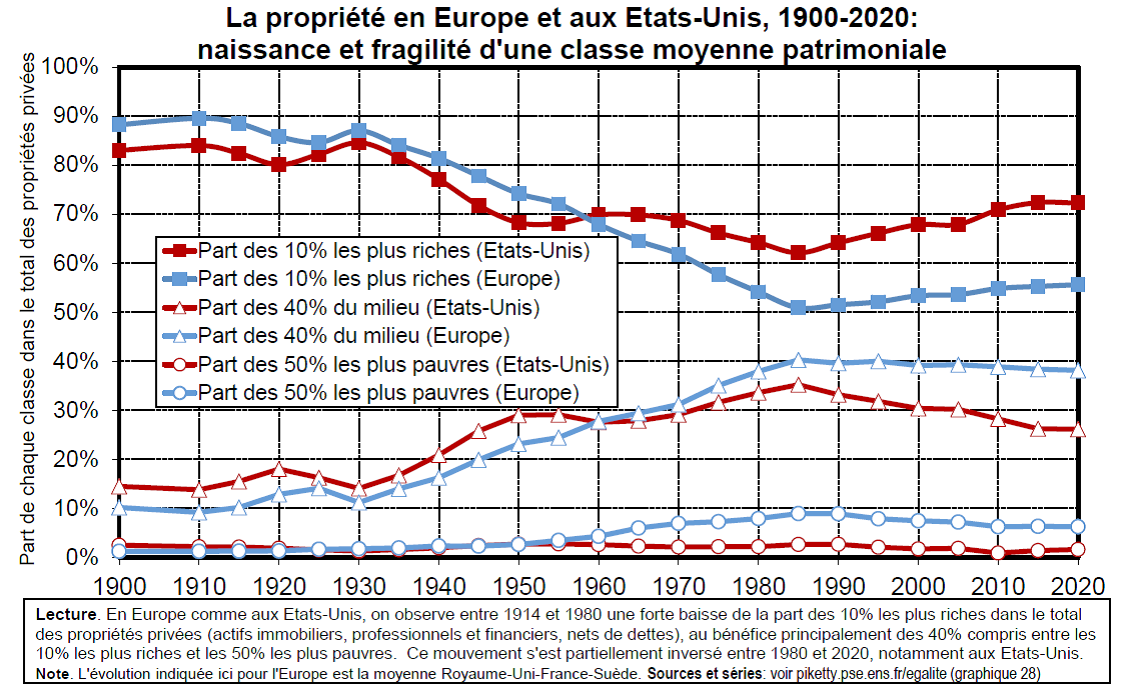 La propriété en Europe et aux Etats-Unis, 1900-2020:
naissance et fragilité d'une classe moyenne patrimoniale
Part de chaque classe dans le total des propriétés privées
100%
90%
80%
70%
60%
50%
40%
30%
20%
10%
0%
Part des 10% les plus riches (Etats-Unis)
Part des 10% les plus riches (Europe)
Part des 40% du milieu (Etats-Unis)
Part des 40% du milieu (Europe)
Part des 50% les plus pauvres (Etats-Unis)
Part des 50% les plus pauvres (Europe)
1900 1910 1920 1930 1940 1950 1960 1970 1980 1990 2000 2010 2020
Lecture. En Europe comme aux Etats-Unis, on observe entre 1914 et 1980 une forte baisse de la part des 10% les plus riches dans le total
des propriétés privées (actifs immobiliers, professionnels et financiers, nets de dettes), au bénéfice principalement des 40% compris entre les
10% les plus riches et les 50% les plus pauvres. Ce mouvement s'est partiellement inversé entre 1980 et 2020, notamment aux Etats-Unis.
Note. L'évolution indiquée ici pour l'Europe est la moyenne Royaume-Uni-France-Suède. Sources et séries: voir piketty.pse.ens.fr/egalite (graphique 28)